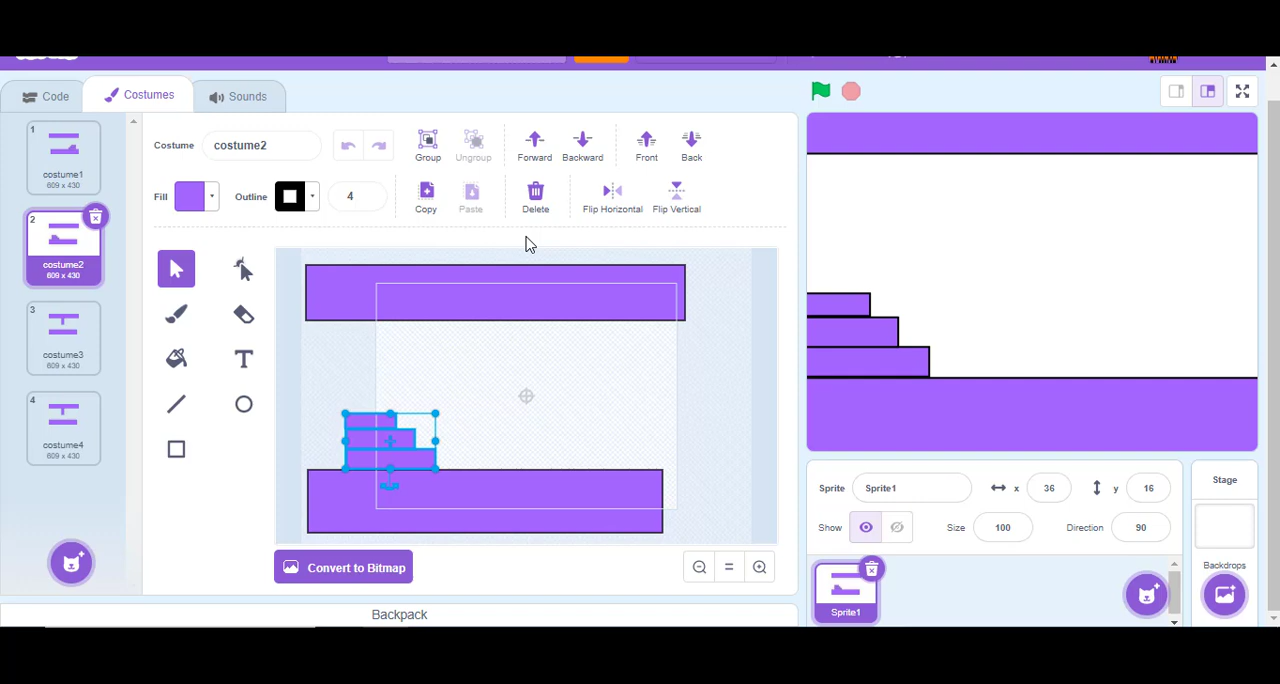 Code
Costumes
Sounds
1
costume1
609 x 430
2
costume2
609 x 430
3
costume3
609 x 430
4
costume4
609 x 430
Costume
costume2
Group
Ungroup
Forward
Backward
Front
Back
Fill
Outline
4
Copy
Paste
Delete
Flip Horizontal
Flip Vertical
T
Convert to Bitmap
Backpack
Sprite
Sprite1
x
36
y
16
Show
Size
100
Direction
90
Sprite1
Stage
Backdrops